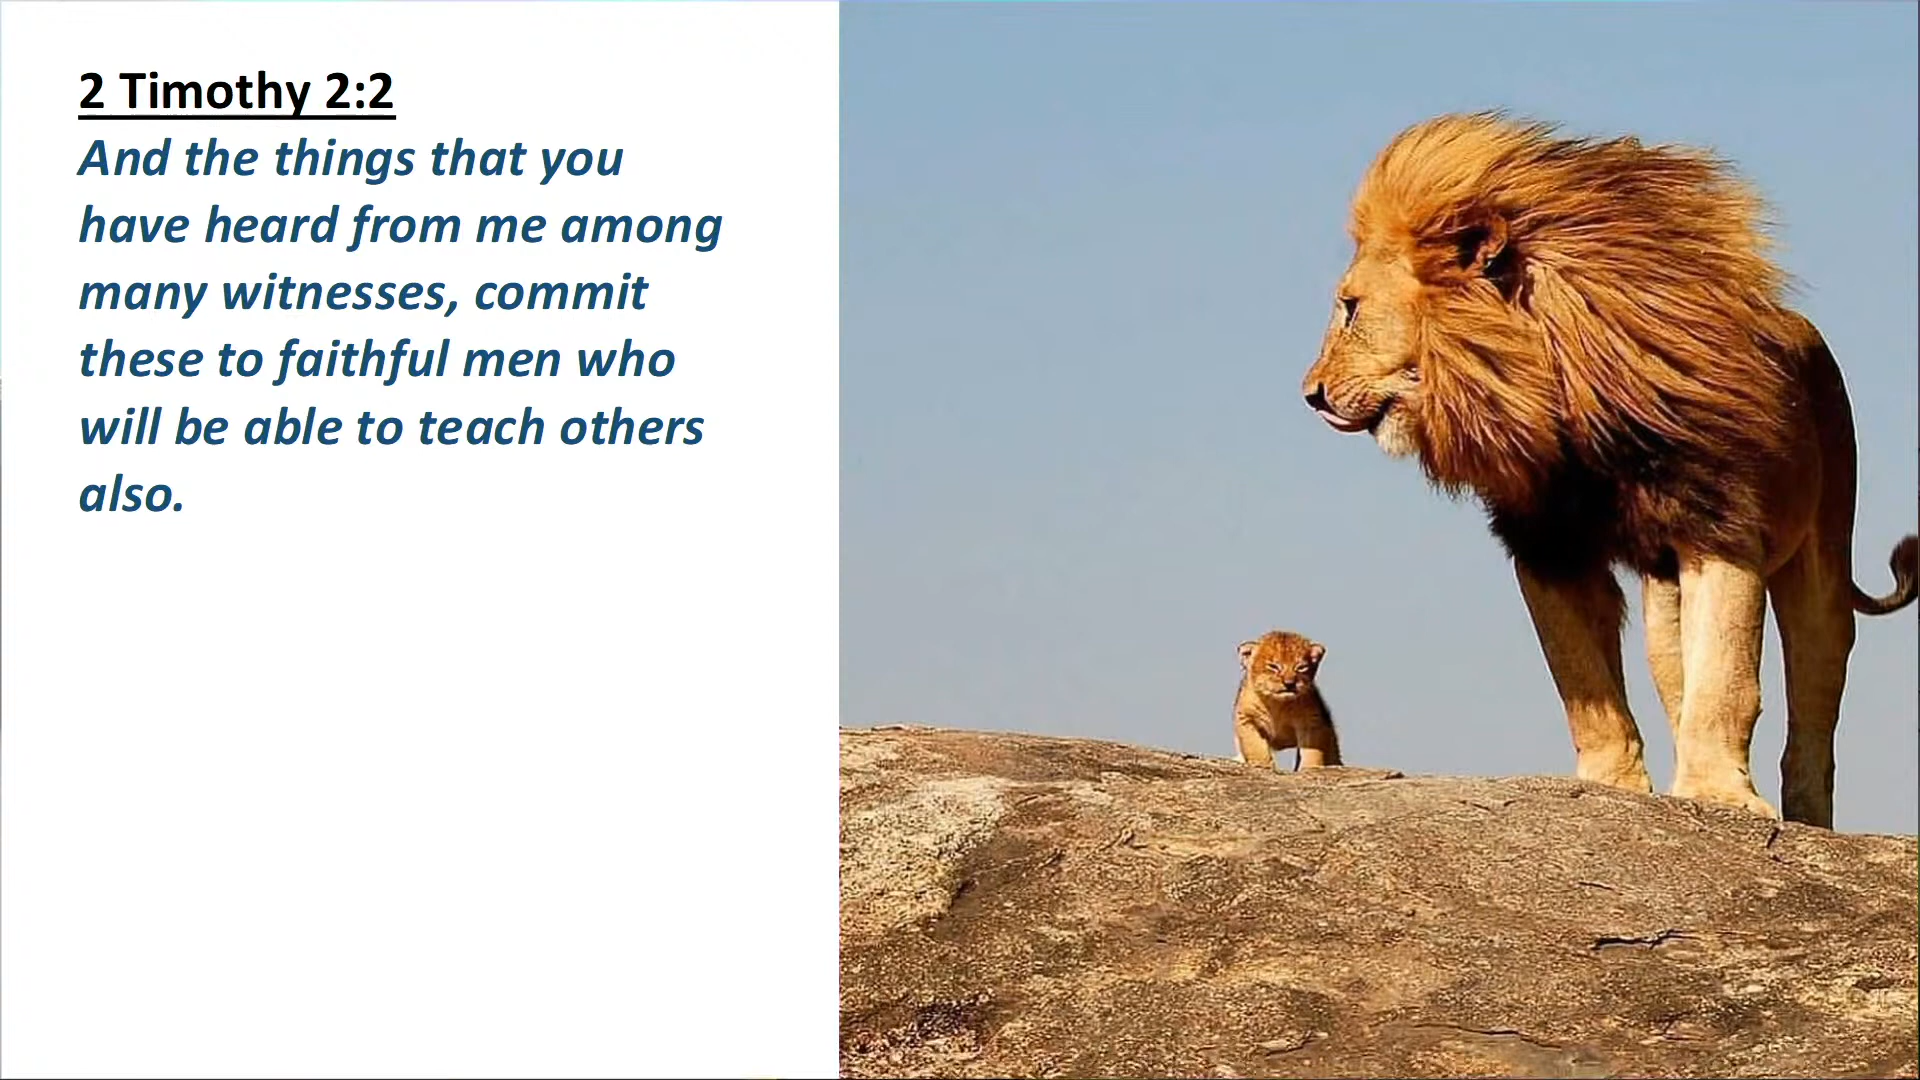 2 Timothy 2:2
And the things that you
have heard from me among
many witnesses, commit
these to faithful men who
will be able to teach others
also.